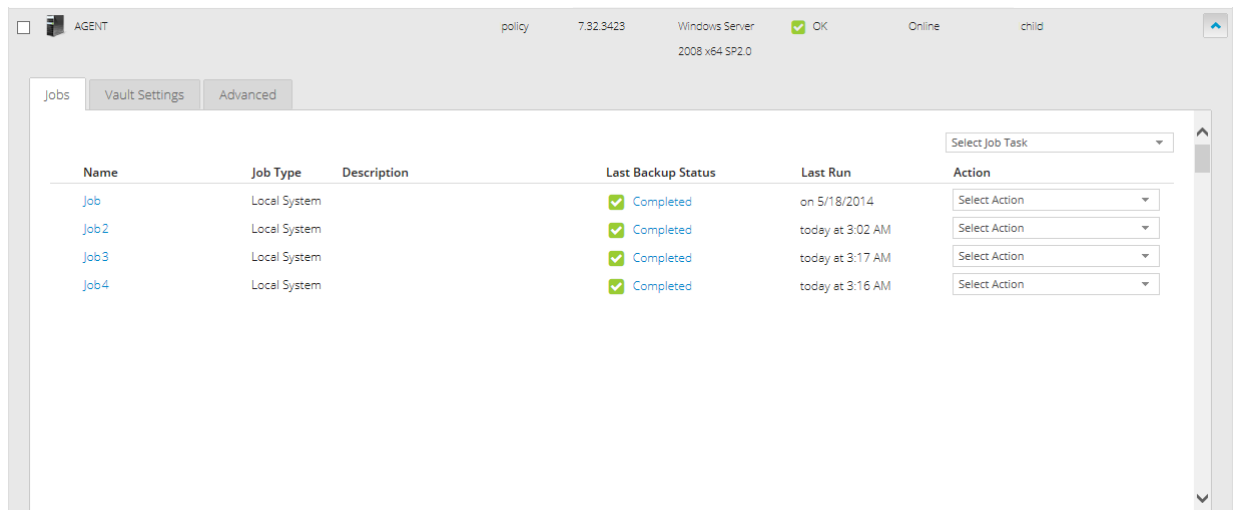 AGENT policy 7.32.3423 Windows Server OK Online child
2008 x64 SP2.0
Jobs Vault Settings Advanced
Select Job Task
Name Job Type Description Last Backup Status Last Run Action
Job Local System Completed on 5/18/2014 Select Action
Job2 Local System Completed today at 3:02 AM Select Action
Job3 Local System Completed today at 3:17 AM Select Action
Job4 Local System Completed today at 3:16 AM Select Action